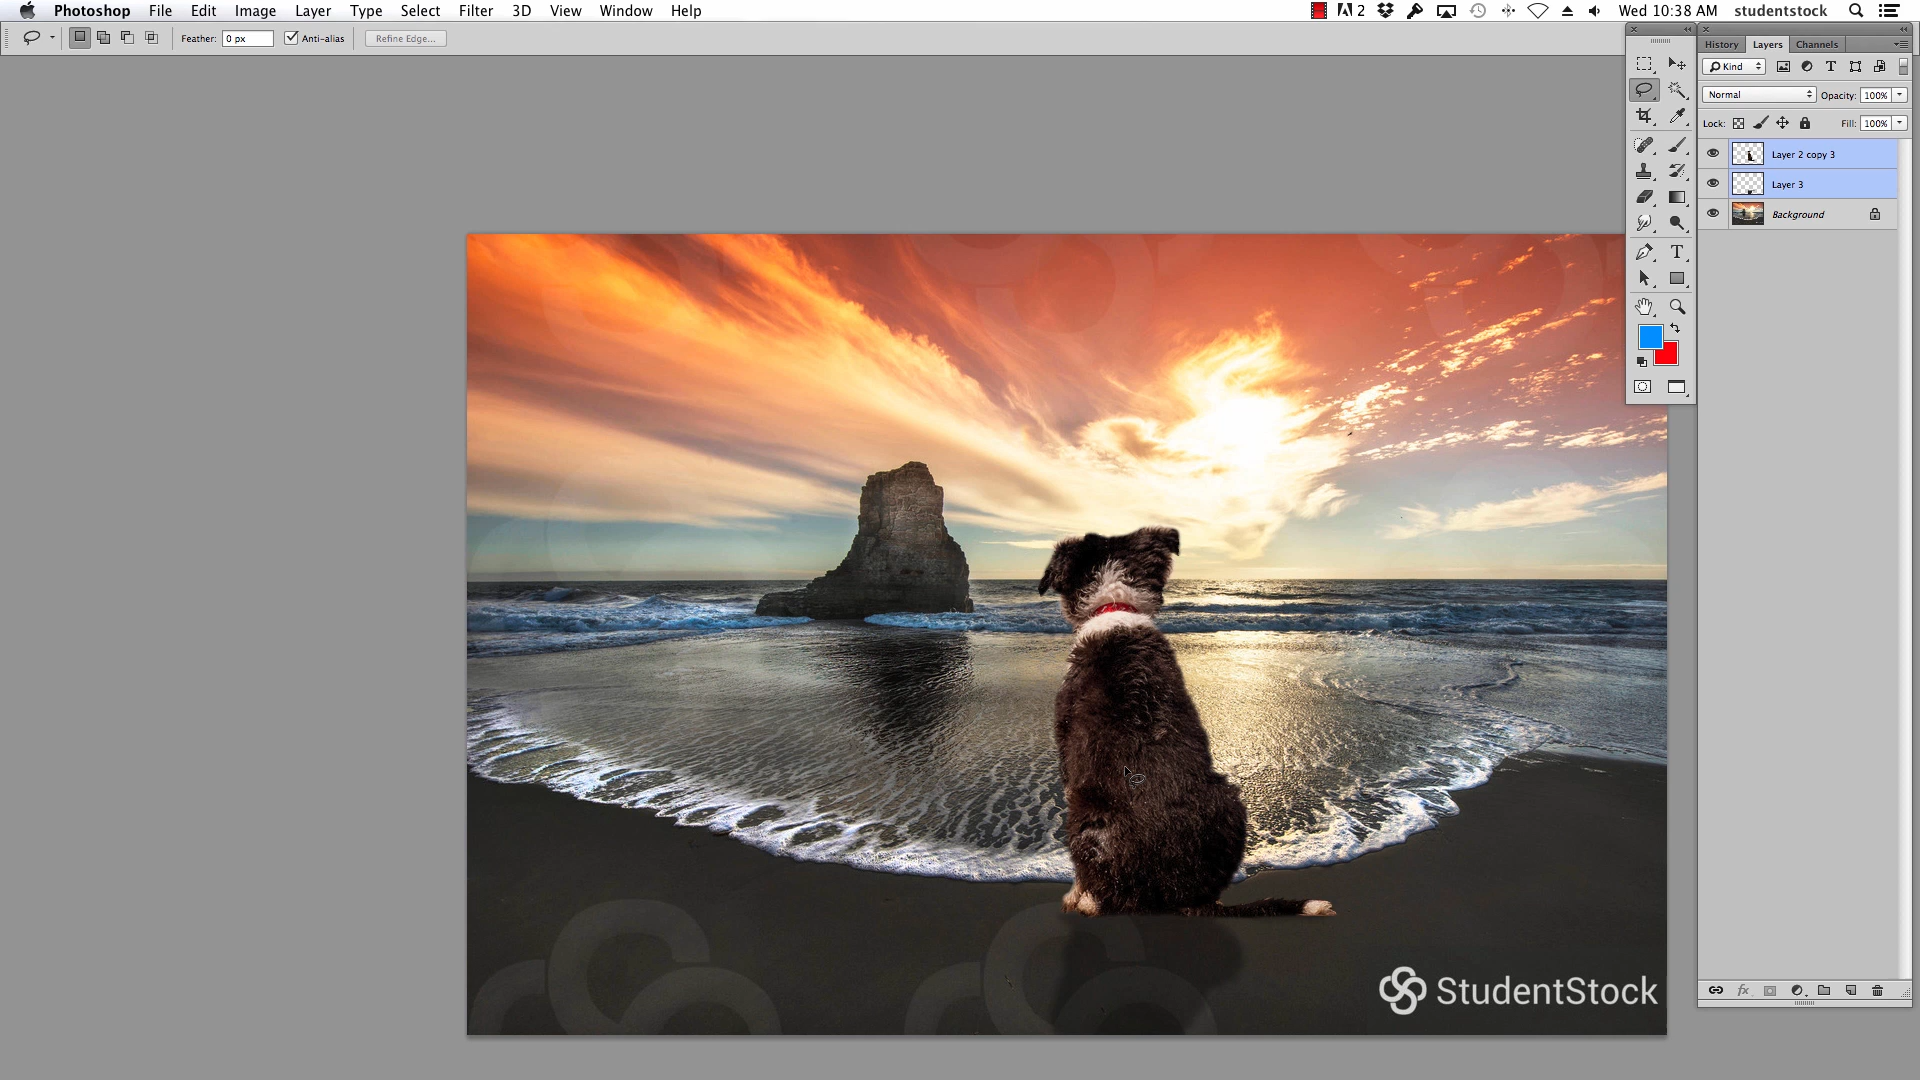 Photoshop File Edit Image Layer Type Select Filter 3D View Window Help 2 Wed 10:38 AM studentstock
Feather: 0 px Anti-alias Refine Edge...
History Layers Channels
Kind
Normal Opacity: 100%
Lock: Fill: 100%
Layer 2 copy 3
Layer 3
Background
fx
StudentStock